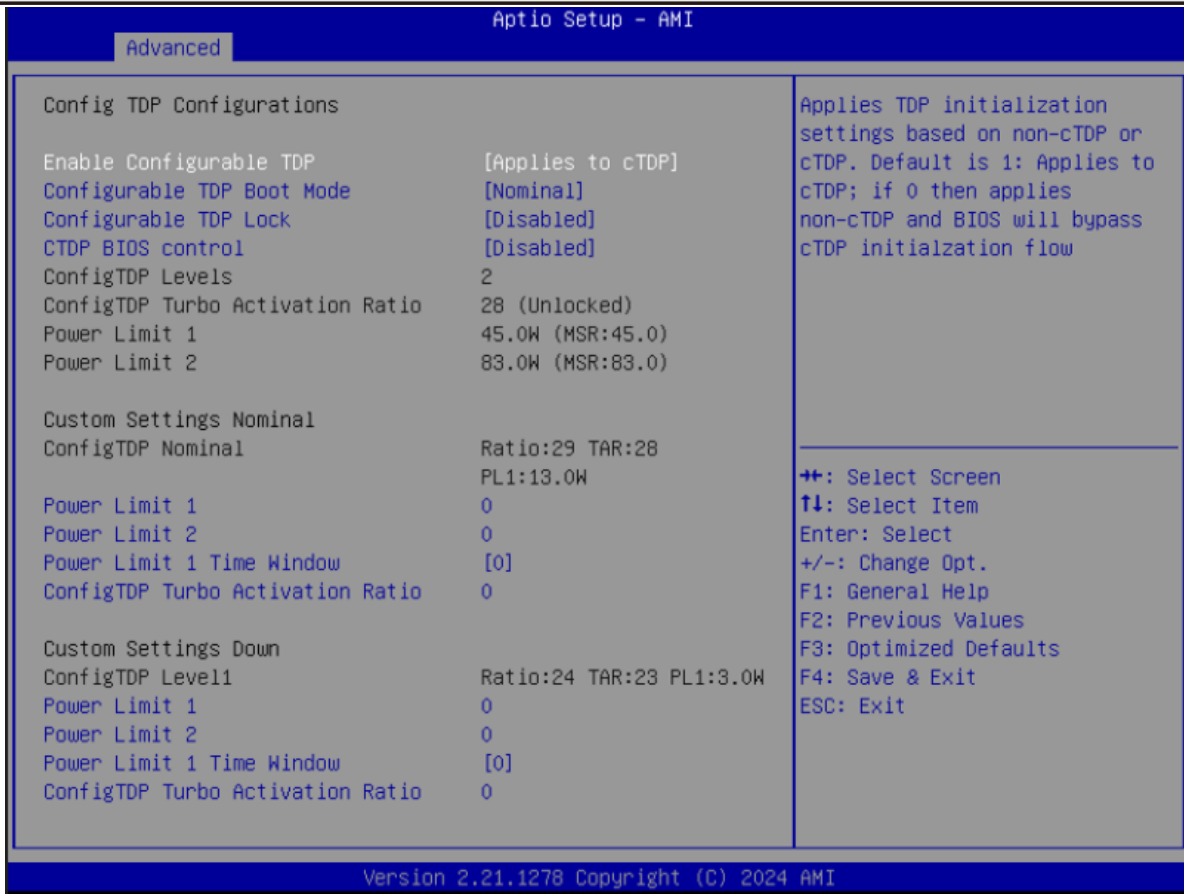 Aptio Setup – AMI
Advanced
Config TDP Configurations
Enable Configurable TDP [Applies to cTDP]
Configurable TDP Boot Mode [Nominal]
Configurable TDP Lock [Disabled]
CTDP BIOS control [Disabled]
ConfigTDP Levels 2
ConfigTDP Turbo Activation Ratio 28 (Unlocked)
Power Limit 1 45.0W (MSR:45.0)
Power Limit 2 83.0W (MSR:83.0)
Custom Settings Nominal
ConfigTDP Nominal Ratio:29 TAR:28
PL1:13.0W
Power Limit 1 0
Power Limit 2 0
Power Limit 1 Time Window [0]
ConfigTDP Turbo Activation Ratio 0
Custom Settings Down
ConfigTDP Level1 Ratio:24 TAR:23 PL1:3.0W
Power Limit 1 0
Power Limit 2 0
Power Limit 1 Time Window [0]
ConfigTDP Turbo Activation Ratio 0
Applies TDP initialization
settings based on non-cTDP or
cTDP. Default is 1: Applies to
cTDP; if 0 then applies
non-cTDP and BIOS will bypass
cTDP initialzation flow
→←: Select Screen
↑↓: Select Item
Enter: Select
+/-: Change Opt.
F1: General Help
F2: Previous Values
F3: Optimized Defaults
F4: Save & Exit
ESC: Exit
Version 2.21.1278 Copyright (C) 2024 AMI